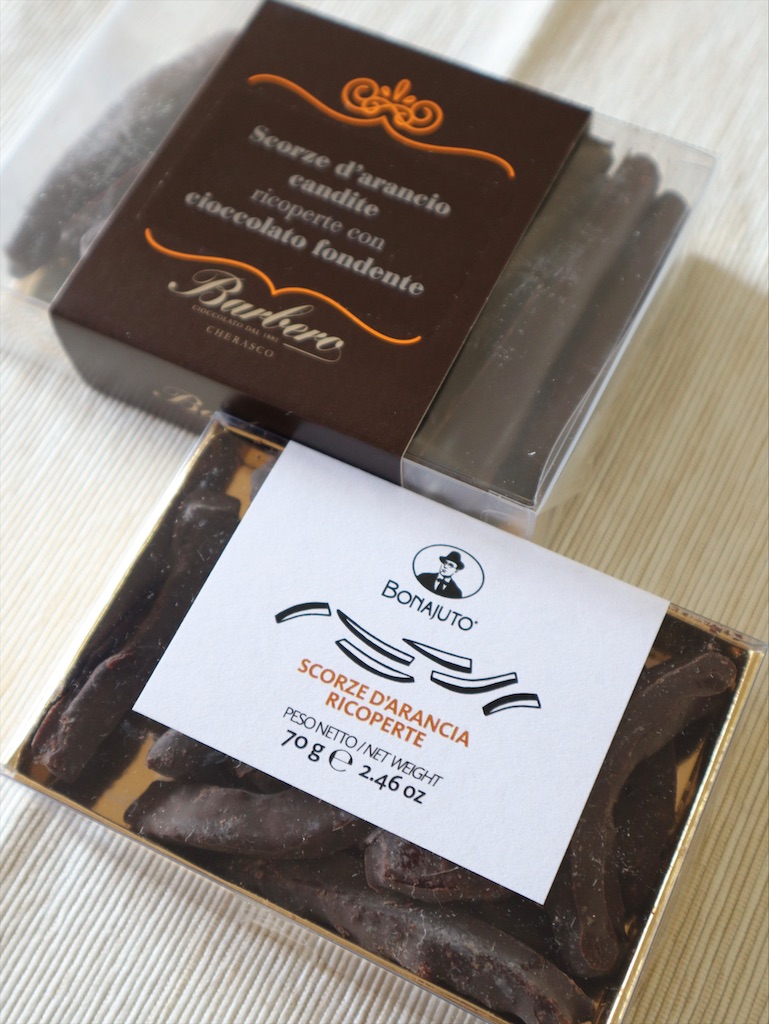 Scorze d'arancio
candite
ricoperte con
cioccolato fondente
Barbero
CIOCCOLATO DAL 1881
CHERASCO
BONAJUTO®
SCORZE D'ARANCIA
RICOPERTE
PESO NETTO / NET WEIGHT
70 g ℮ 2.46 oz